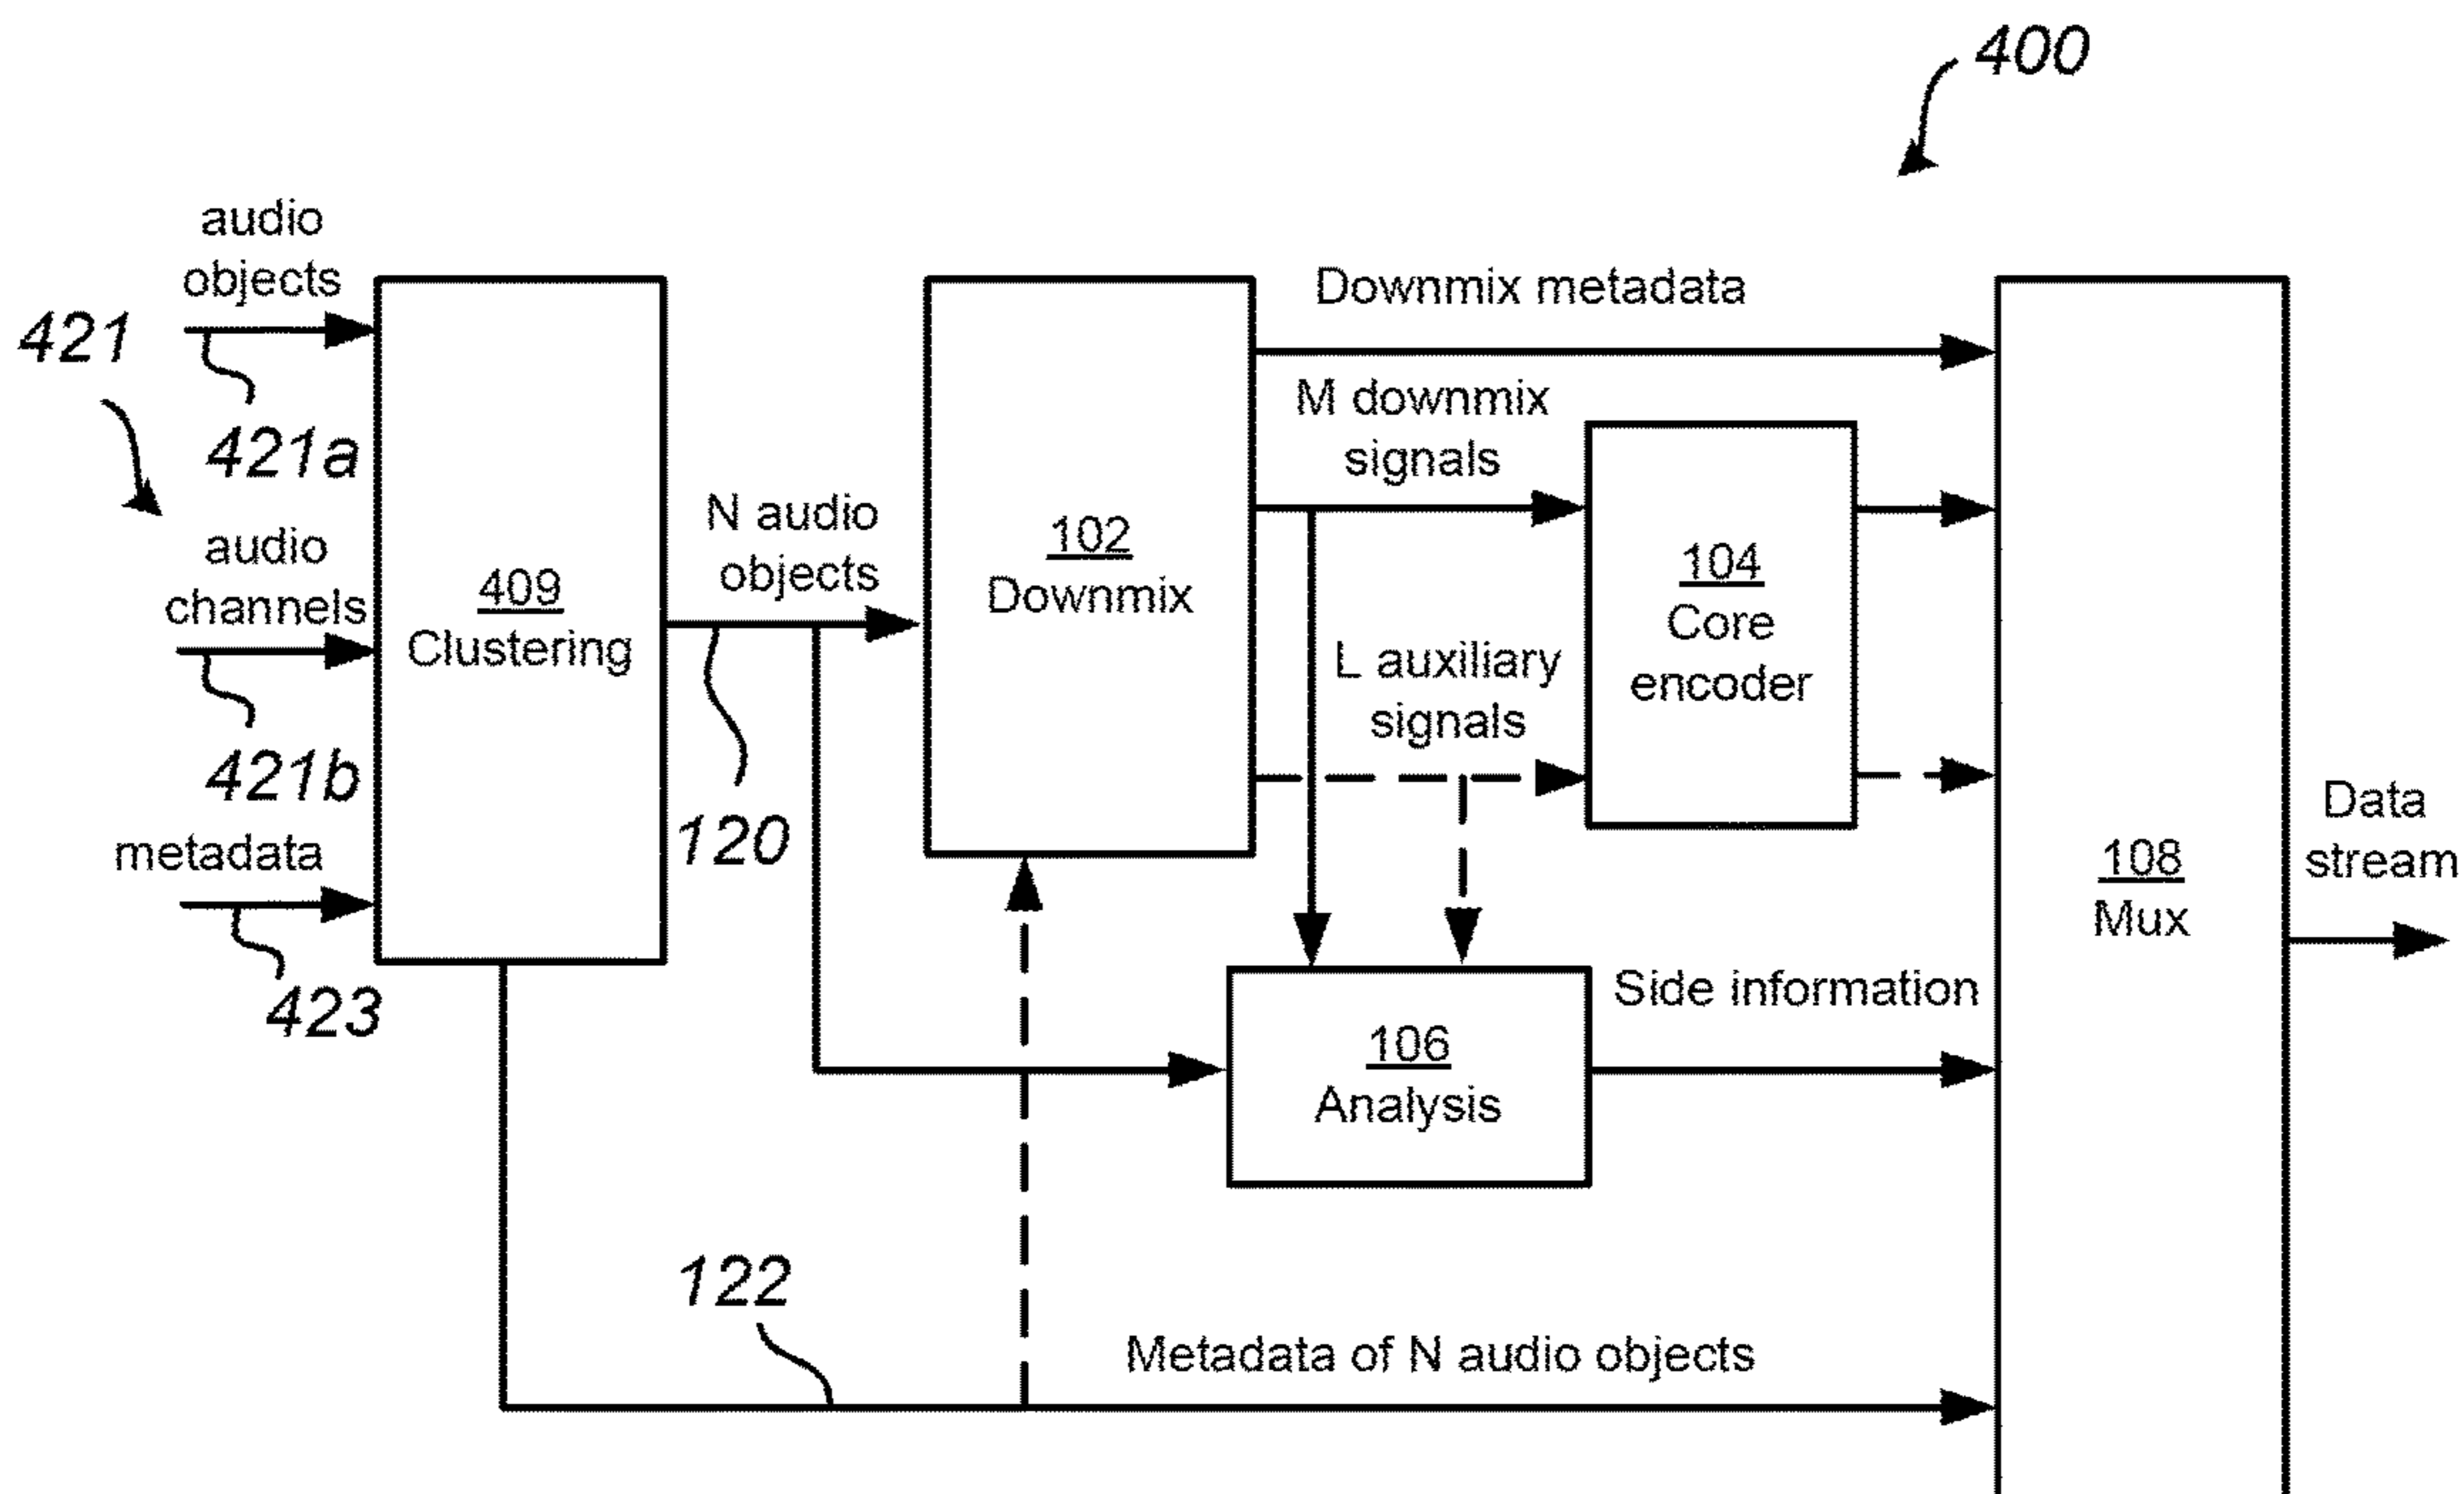 400
audio
objects
421
421a
audio
channels
421b
metadata
423
409
Clustering
N audio
objects
120
102
Downmix
Downmix metadata
M downmix
signals
L auxiliary
signals
104
Core
encoder
106
Analysis
Side information
122
Metadata of N audio objects
108
Mux
Data
stream